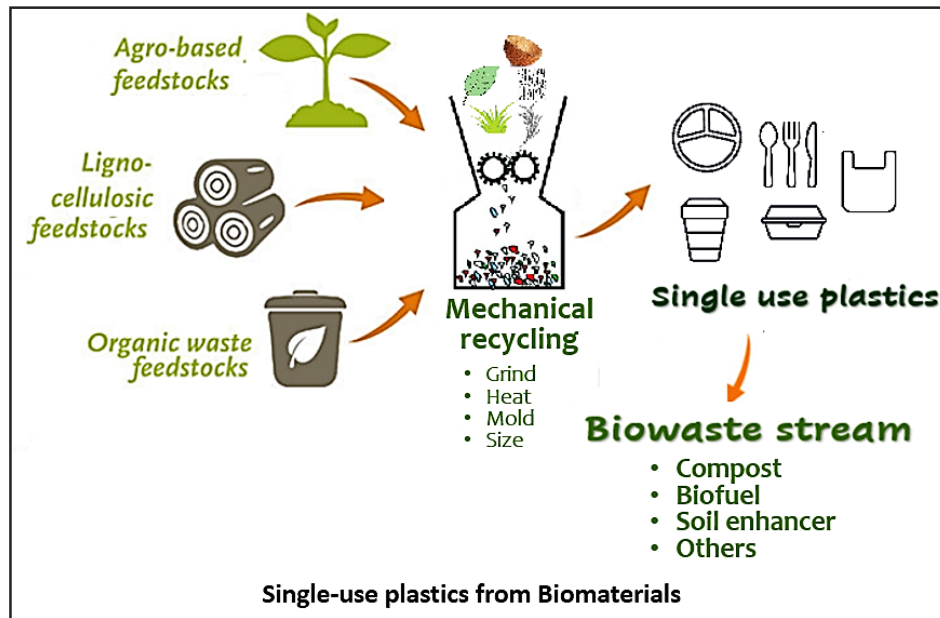 Agro-based
feedstocks
Ligno-
cellulosic
feedstocks
Organic waste
feedstocks
Mechanical
recycling
• Grind
• Heat
• Mold
• Size
Single use plastics
Biowaste stream
• Compost
• Biofuel
• Soil enhancer
• Others
Single-use plastics from Biomaterials